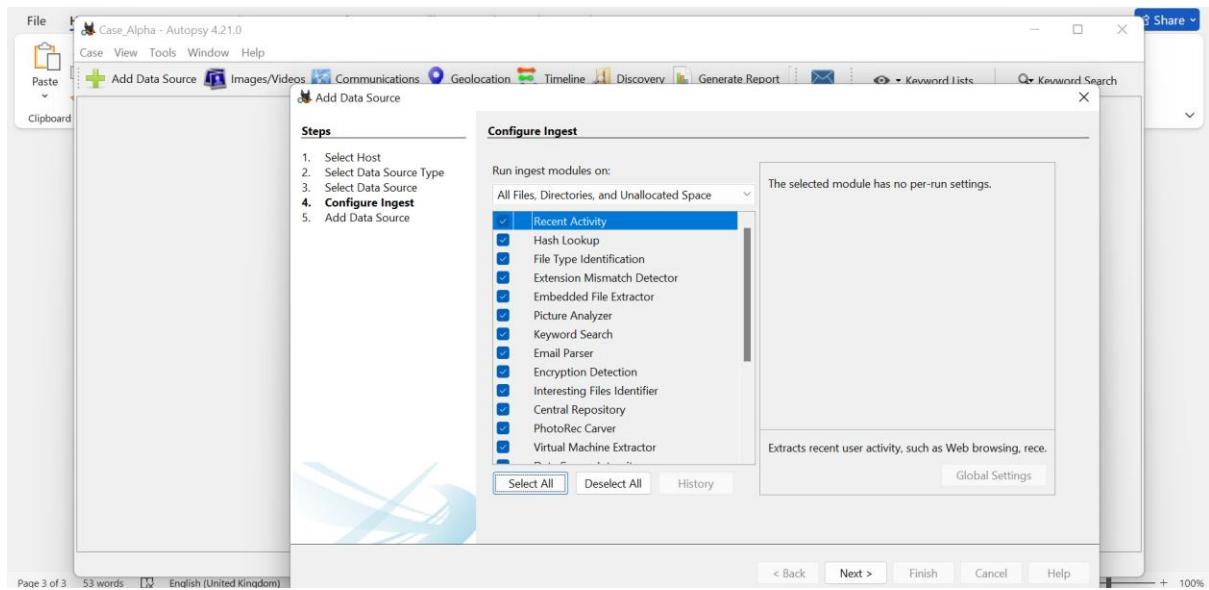 File
Share
Case_Alpha - Autopsy 4.21.0
Case View Tools Window Help
Paste
Clipboard
Add Data Source Images/Videos Communications Geolocation Timeline Discovery Generate Report Keyword Lists Keyword Search
Add Data Source
Steps
1. Select Host
2. Select Data Source Type
3. Select Data Source
4. Configure Ingest
5. Add Data Source
Configure Ingest
Run ingest modules on:
All Files, Directories, and Unallocated Space
Recent Activity
Hash Lookup
File Type Identification
Extension Mismatch Detector
Embedded File Extractor
Picture Analyzer
Keyword Search
Email Parser
Encryption Detection
Interesting Files Identifier
Central Repository
PhotoRec Carver
Virtual Machine Extractor
Select All Deselect All History
The selected module has no per-run settings.
Extracts recent user activity, such as Web browsing, rece.
Global Settings
< Back Next > Finish Cancel Help
Page 3 of 3 53 words English (United Kingdom) + 100%